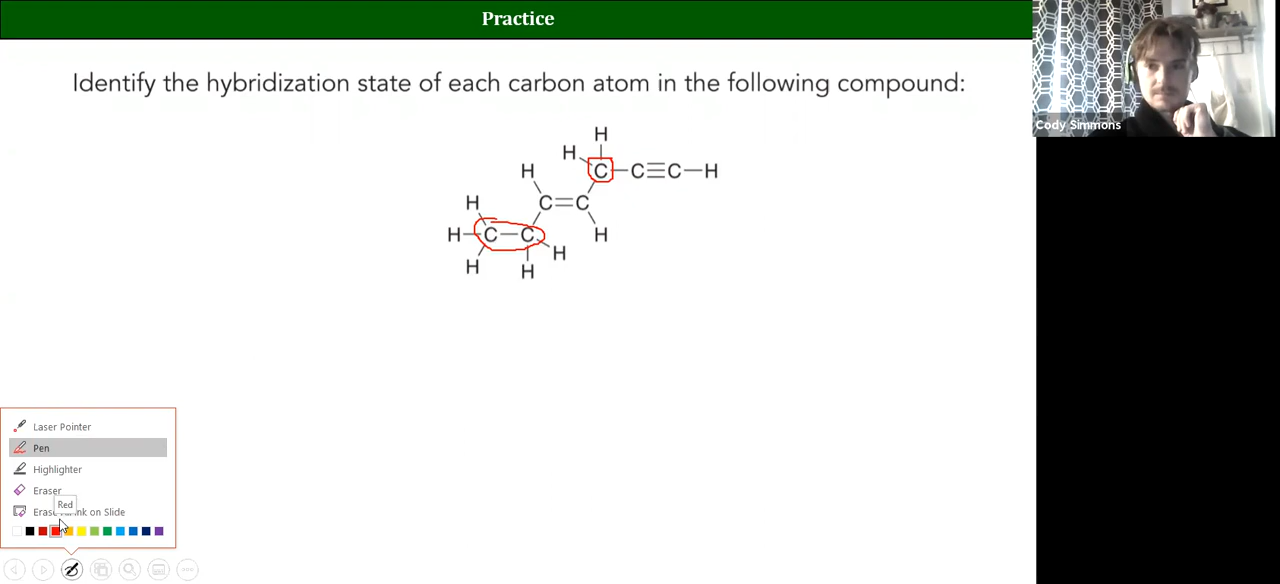 Practice
Identify the hybridization state of each carbon atom in the following compound:
Cody Simmons
H
H
H C C≡C—H
H C=C
H—C—C H
H H
H
Laser Pointer
Pen
Highlighter
Eraser
Red
Erase All Ink on Slide